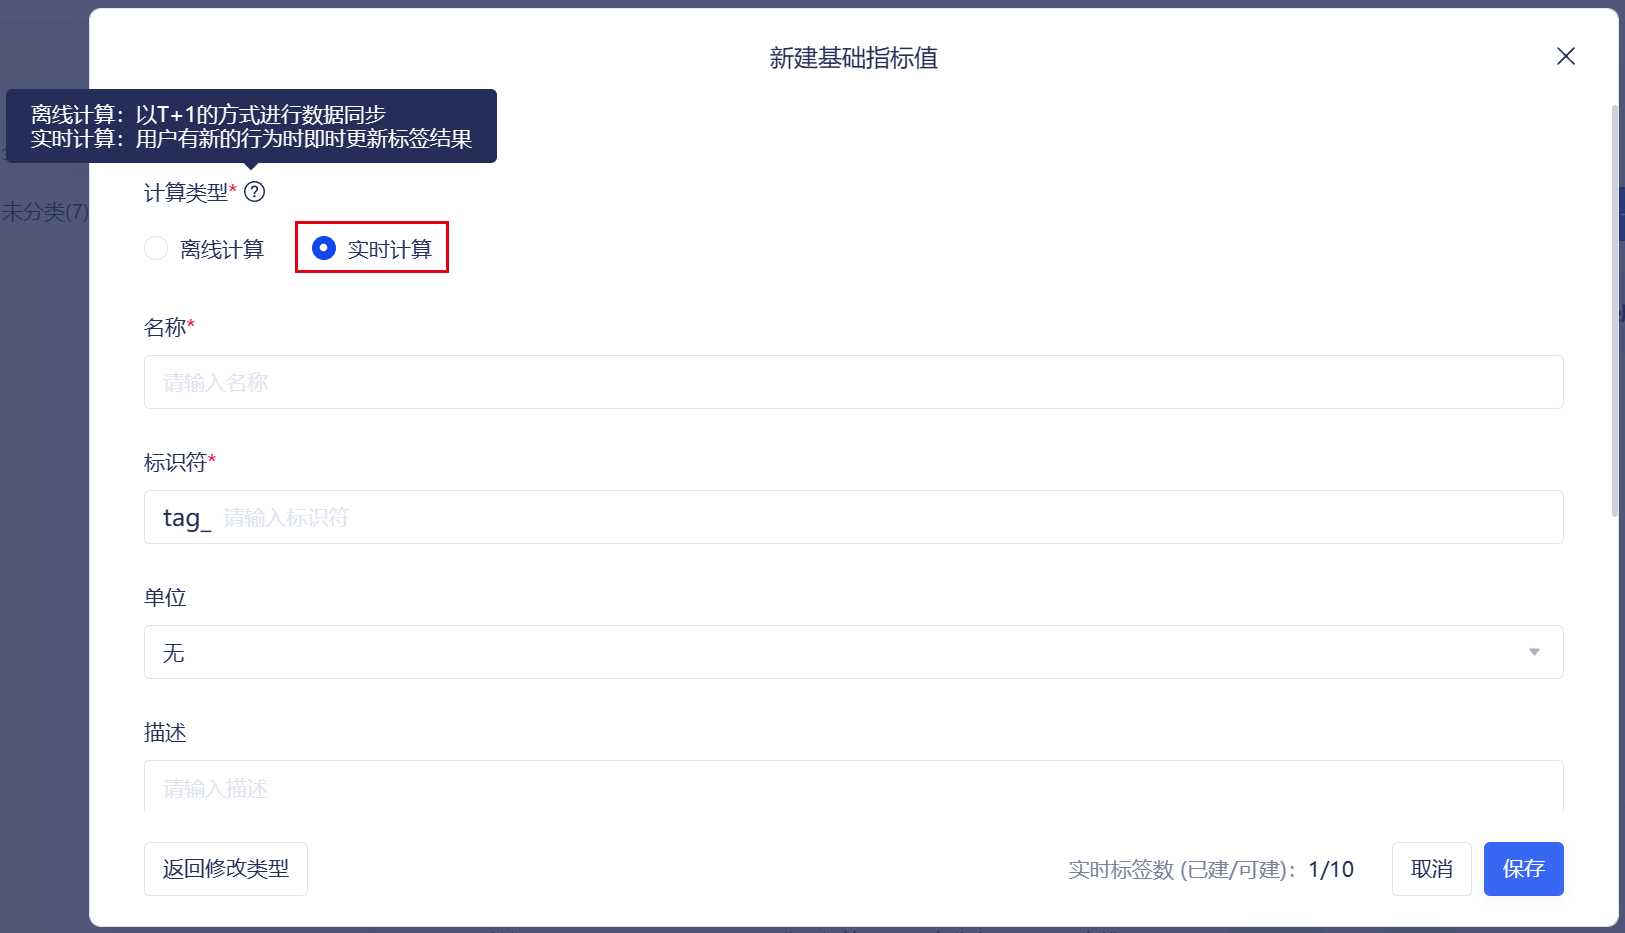 新建基础指标值
离线计算：以T+1的方式进行数据同步
实时计算：用户有新的行为时即时更新标签结果
计算类型*
未分类(7)
离线计算
实时计算
名称*
请输入名称
标识符*
tag_ 请输入标识符
单位
无
描述
请输入描述
返回修改类型
实时标签数 (已建/可建)：1/10
取消
保存